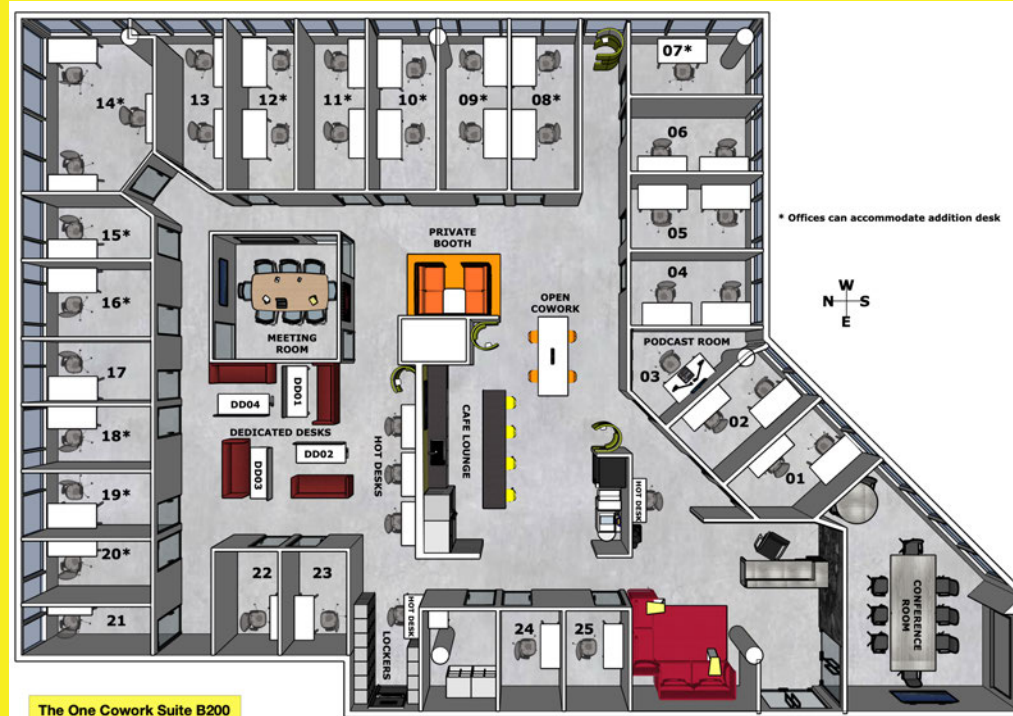 07*
14*
13
12*
11*
10*
09*
08*
06
05
04
* Offices can accommodate addition desk
W
N S
E
15*
16*
17
18*
19*
20*
21
PRIVATE
BOOTH
OPEN
COWORK
MEETING
ROOM
PODCAST ROOM
03
02
01
DD04
DD01
DEDICATED DESKS
DD02
DD03
HOT DESKS
CAFE LOUNGE
HOT DESK
22
23
HOT DESK
LOCKERS
24
25
CONFERENCE
ROOM
The One Cowork Suite B200